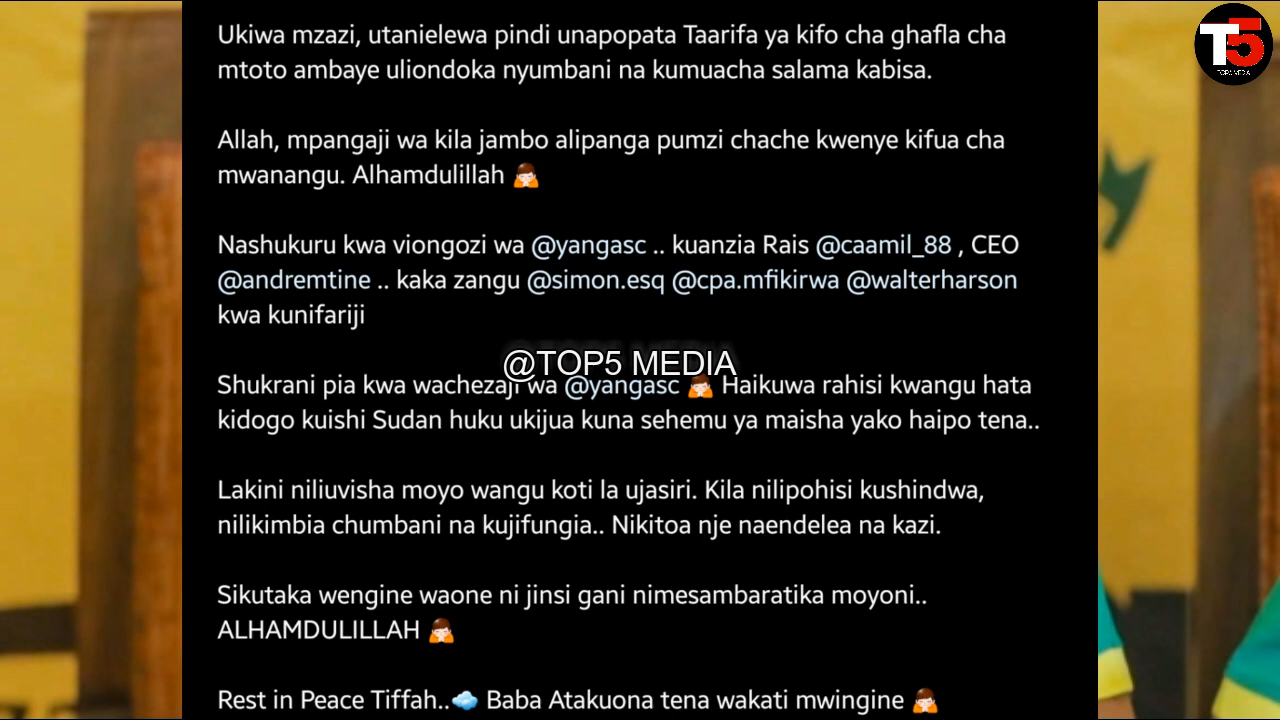 T5
TOP5 MEDIA
Ukiwa mzazi, utanielewa pindi unapopata Taarifa ya kifo cha ghafla cha
mtoto ambaye uliondoka nyumbani na kumuacha salama kabisa.
Allah, mpangaji wa kila jambo alipanga pumzi chache kwenye kifua cha
mwanangu. Alhamdulillah 🙏
Nashukuru kwa viongozi wa @yangasc .. kuanzia Rais @caamil_88 , CEO
@andremtine .. kaka zangu @simon.esq @cpa.mfikirwa @walterharson
kwa kunifariji
@TOP5 MEDIA
Shukrani pia kwa wachezaji wa @yangasc 🙏 Haikuwa rahisi kwangu hata
kidogo kuishi Sudan huku ukijua kuna sehemu ya maisha yako haipo tena..
Lakini niliuvisha moyo wangu koti la ujasiri. Kila nilipohisi kushindwa,
nilikimbia chumbani na kujifungia.. Nikitoa nje naendelea na kazi.
Sikutaka wengine waone ni jinsi gani nimesambaratika moyoni..
ALHAMDULILLAH 🙏
Rest in Peace Tiffah..☁️ Baba Atakuona tena wakati mwingine 🙏